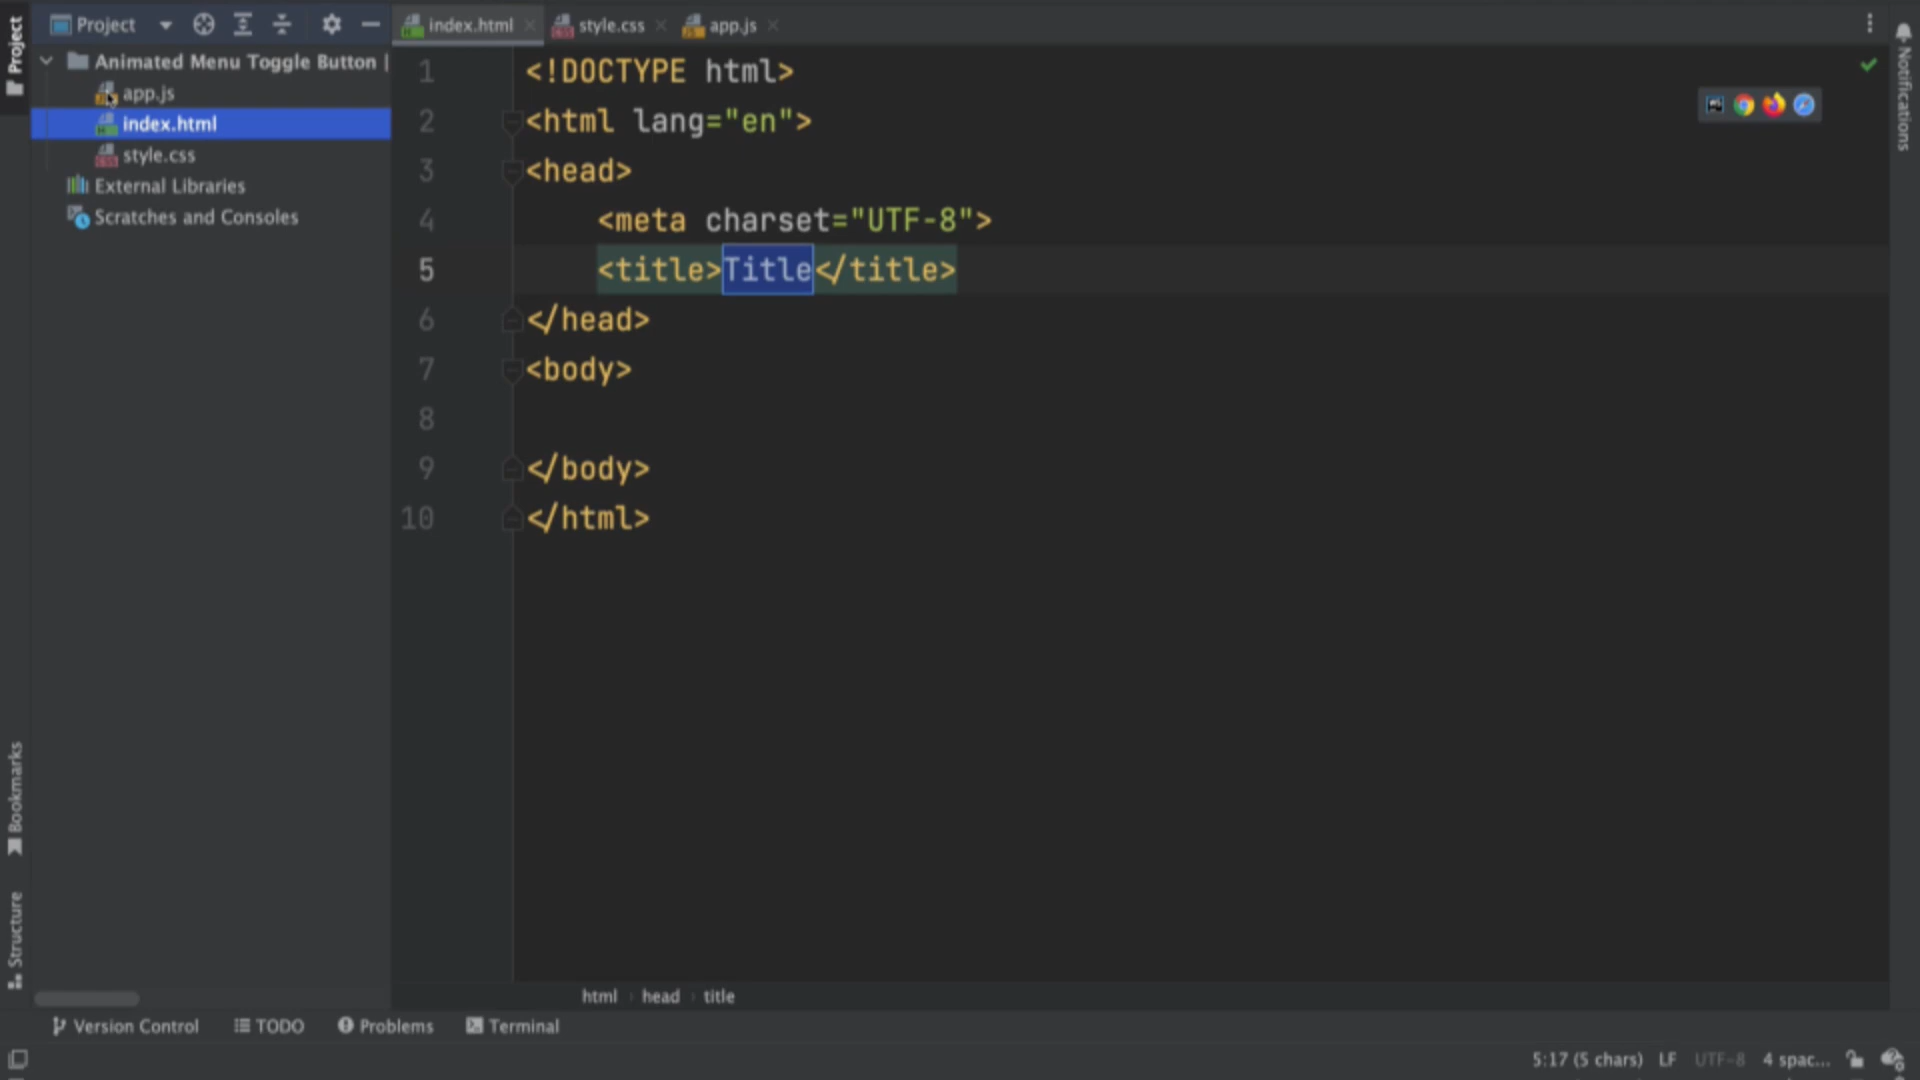 Project
index.html
style.css
app.js
Project
Animated Menu Toggle Button
app.js
index.html
style.css
External Libraries
Scratches and Consoles
1 <!DOCTYPE html>
2 <html lang="en">
3 <head>
4 <meta charset="UTF-8">
5 <title>Title</title>
6 </head>
7 <body>
8
9 </body>
10 </html>
Notifications
Bookmarks
Structure
html head title
Version Control TODO Problems Terminal
5:17 (5 chars) LF UTF-8 4 spac...